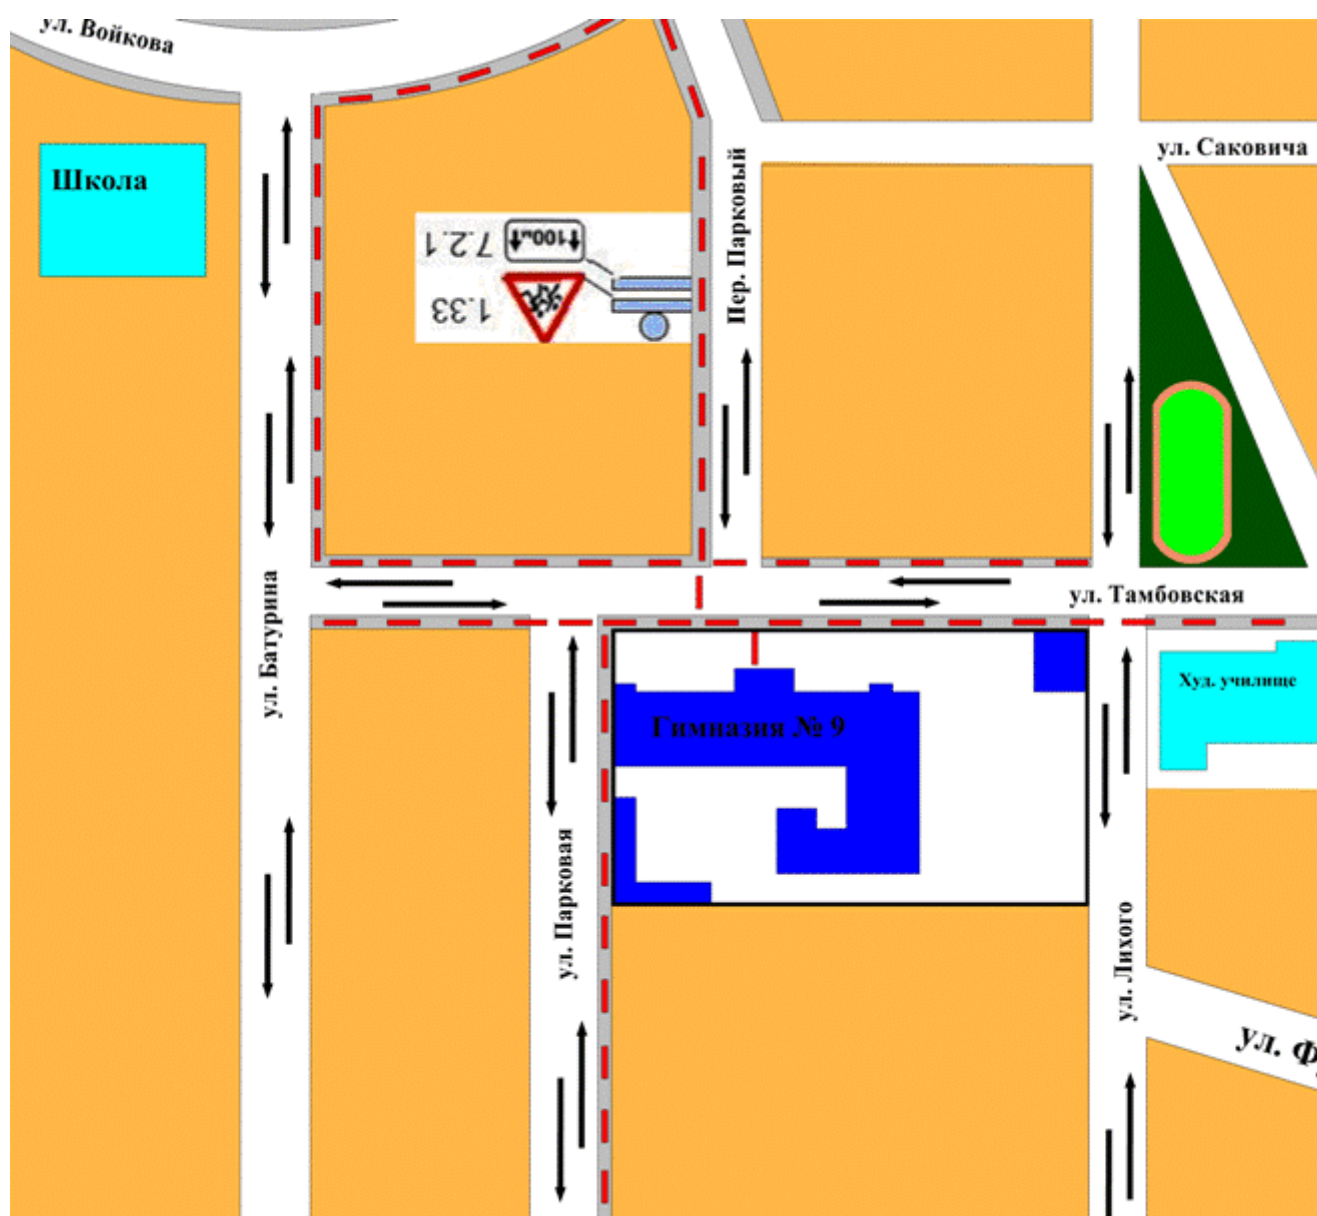 ул. Войкова
ул. Саковича
Школа
Пер. Парковый
7.2.1
100м
1.33
ул. Тамбовская
ул. Батурина
Худ. училище
Гимназия № 9
ул. Парковая
ул. Лихого
ул. Ф